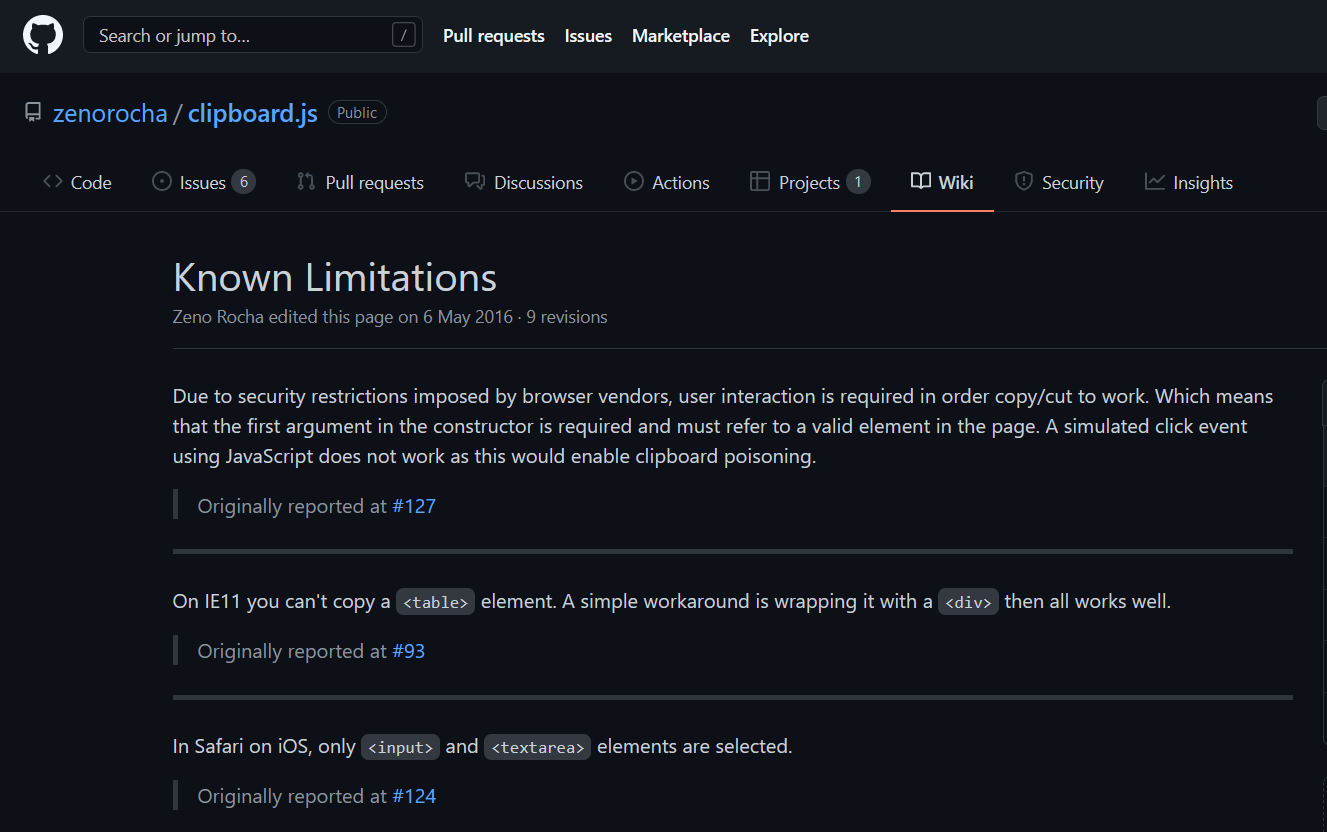 Search or jump to... /
Pull requests Issues Marketplace Explore
zenorocha / clipboard.js Public
Code Issues 6 Pull requests Discussions Actions Projects 1 Wiki Security Insights
Known Limitations
Zeno Rocha edited this page on 6 May 2016 · 9 revisions
Due to security restrictions imposed by browser vendors, user interaction is required in order copy/cut to work. Which means
that the first argument in the constructor is required and must refer to a valid element in the page. A simulated click event
using JavaScript does not work as this would enable clipboard poisoning.
Originally reported at #127
On IE11 you can't copy a <table> element. A simple workaround is wrapping it with a <div> then all works well.
Originally reported at #93
In Safari on iOS, only <input> and <textarea> elements are selected.
Originally reported at #124